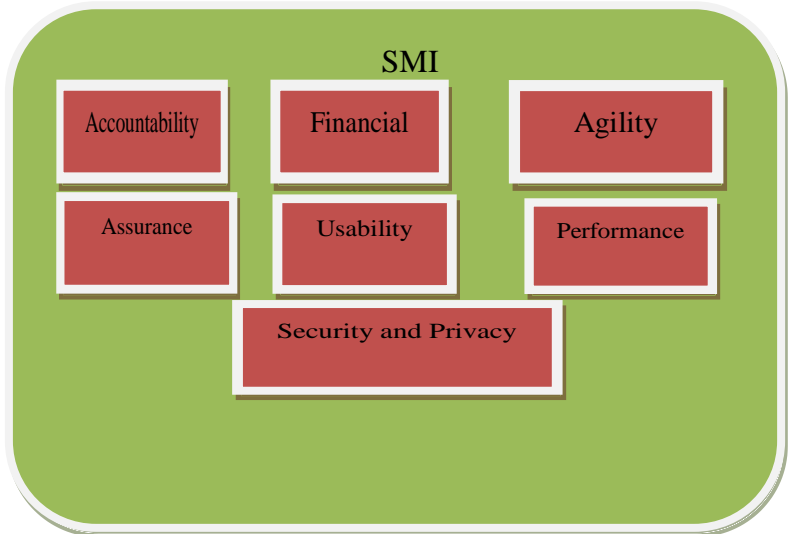 SMI
Accountability
Financial
Agility
Assurance
Usability
Performance
Security and Privacy